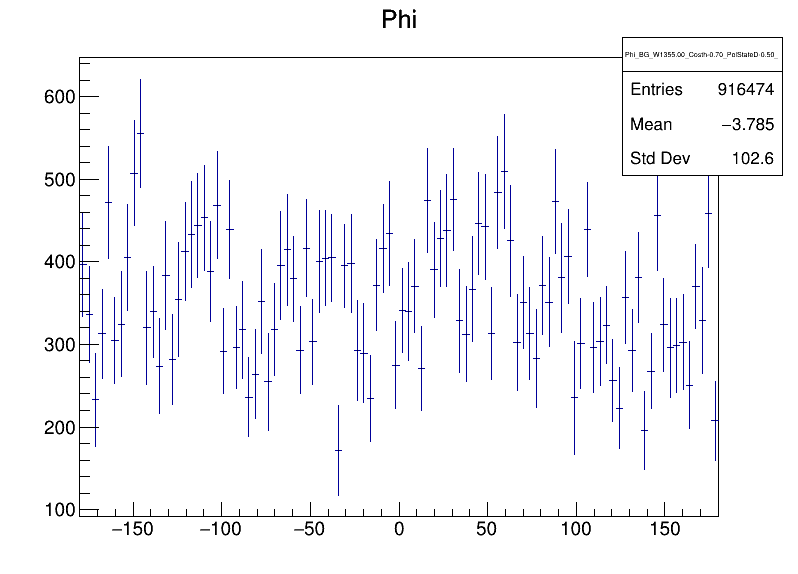 Phi
Phi_BG_W1355.00_Costh-0.70_PolStateD-0.50_
Entries 916474
Mean −3.785
Std Dev 102.6
600
500
400
300
200
100
−150 −100 −50 0 50 100 150